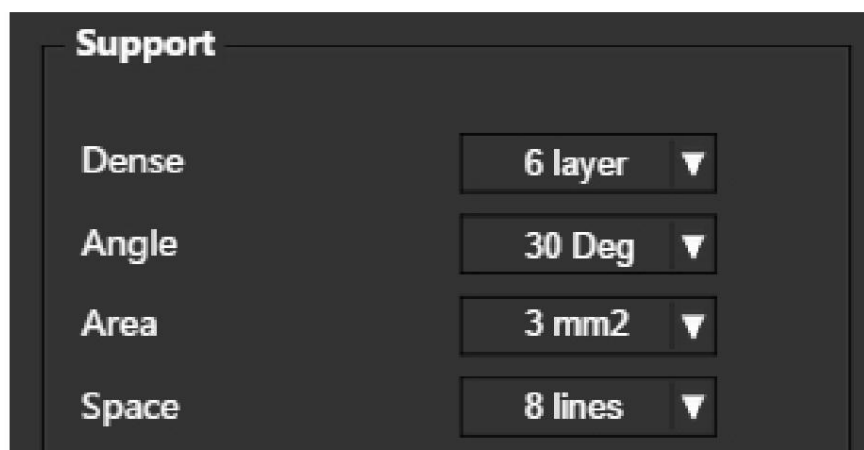 Support
Dense 6 layer
Angle 30 Deg
Area 3 mm2
Space 8 lines